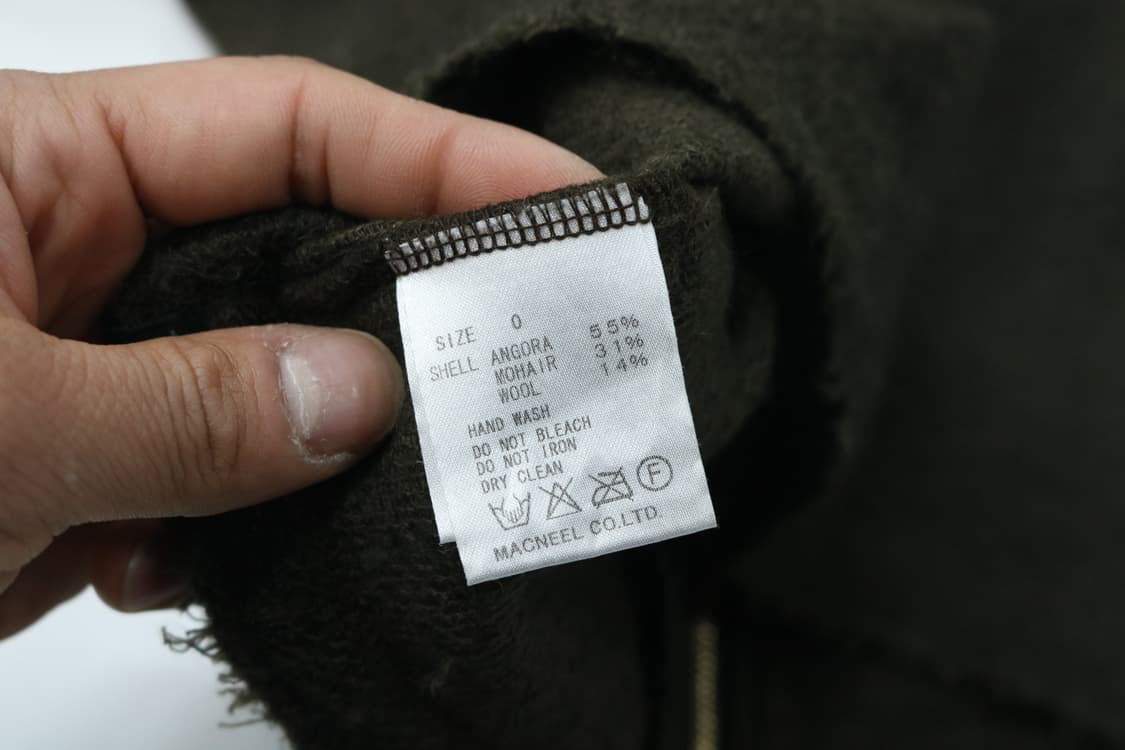 SIZE 0
SHELL ANGORA 55%
MOHAIR 31%
WOOL 14%
HAND WASH
DO NOT BLEACH
DO NOT IRON
DRY CLEAN
F
MACNEEL CO.LTD.